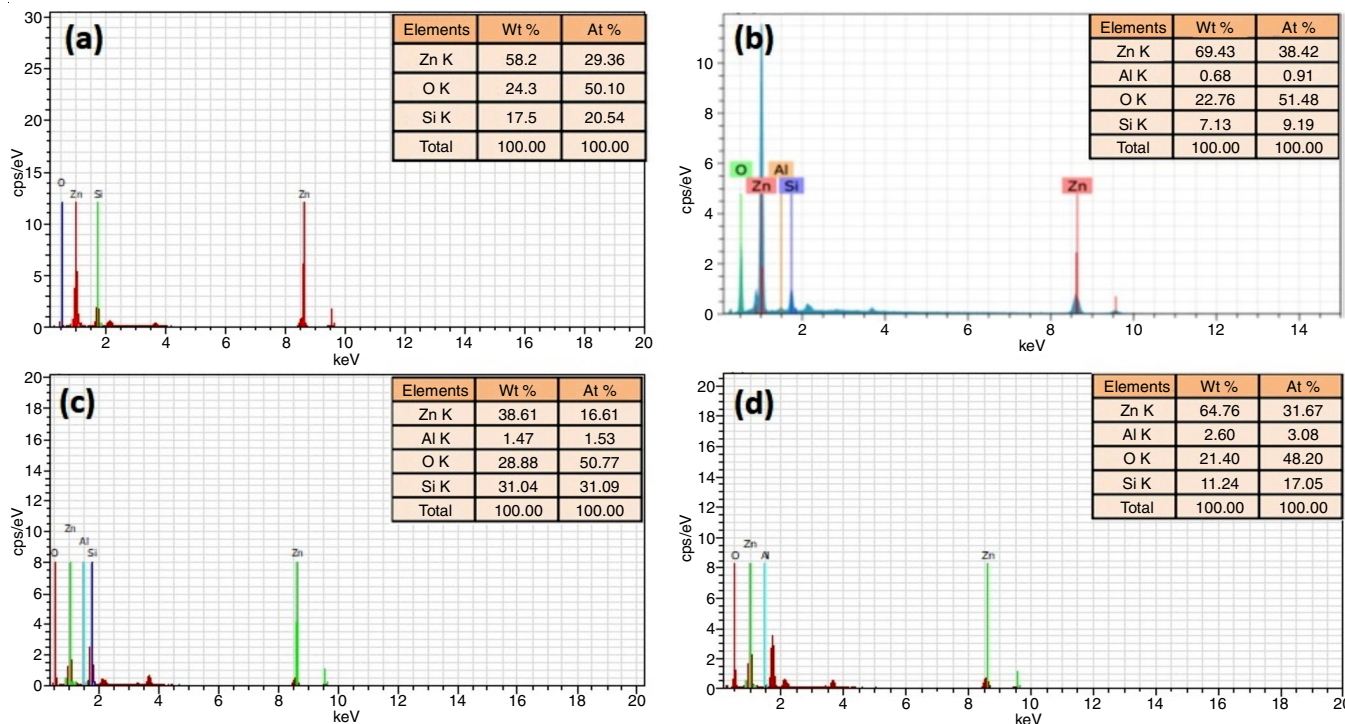 (a)
Elements Wt % At %
Zn K 58.2 29.36
O K 24.3 50.10
Si K 17.5 20.54
Total 100.00 100.00
30
25
20
15
10
5
0
cps/eV
O
Zn
Si
Zn
2 4 6 8 10 12 14 16 18 20
keV
(b)
Elements Wt % At %
Zn K 69.43 38.42
Al K 0.68 0.91
O K 22.76 51.48
Si K 7.13 9.19
Total 100.00 100.00
10
8
6
4
2
0
cps/eV
O
Al
Zn
Si
Zn
2 4 6 8 10 12 14
keV
(c)
Elements Wt % At %
Zn K 38.61 16.61
Al K 1.47 1.53
O K 28.88 50.77
Si K 31.04 31.09
Total 100.00 100.00
20
18
16
14
12
10
8
6
4
2
0
cps/eV
Zn
Al
O
Si
Zn
2 4 6 8 10 12 14 16 18 20
keV
(d)
Elements Wt % At %
Zn K 64.76 31.67
Al K 2.60 3.08
O K 21.40 48.20
Si K 11.24 17.05
Total 100.00 100.00
20
18
16
14
12
10
8
6
4
2
0
cps/eV
Zn
O
Al
Zn
2 4 6 8 10 12 14 16 18 20
keV